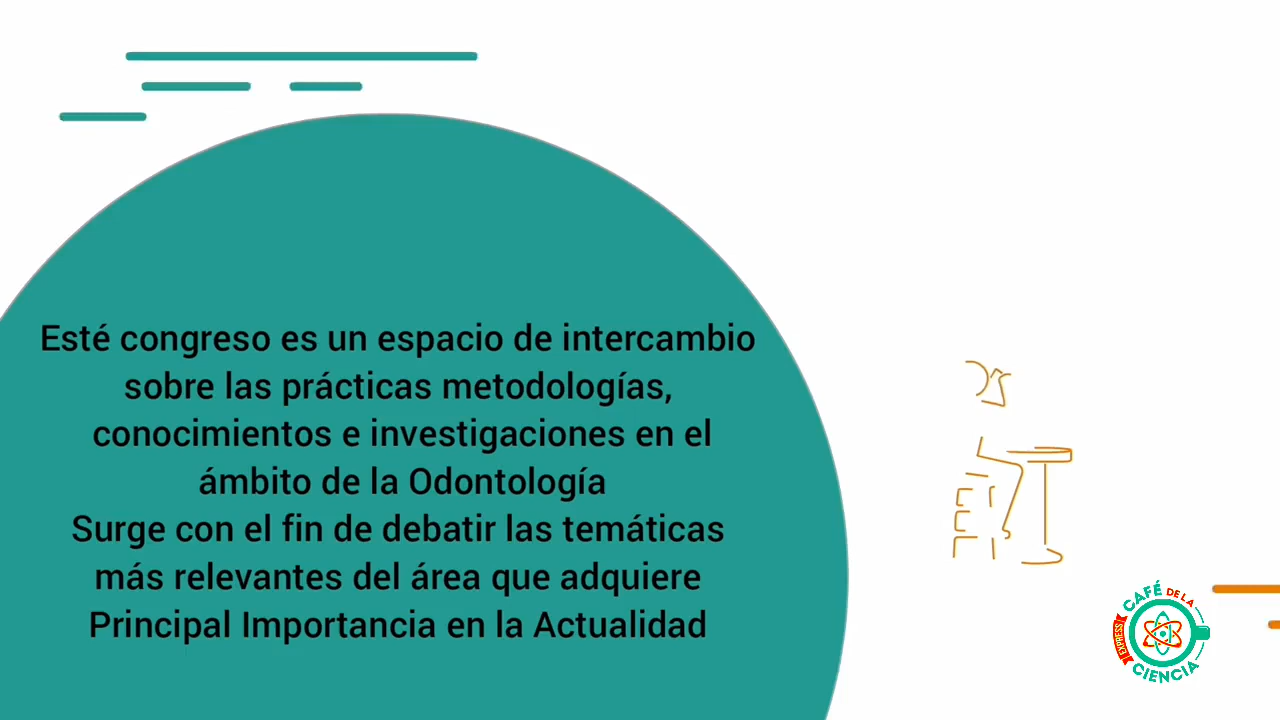 Esté congreso es un espacio de intercambio
sobre las prácticas metodologías,
conocimientos e investigaciones en el
ámbito de la Odontología
Surge con el fin de debatir las temáticas
más relevantes del área que adquiere
Principal Importancia en la Actualidad
CAFÉ DE LA
EXPRESS
CIENCIA